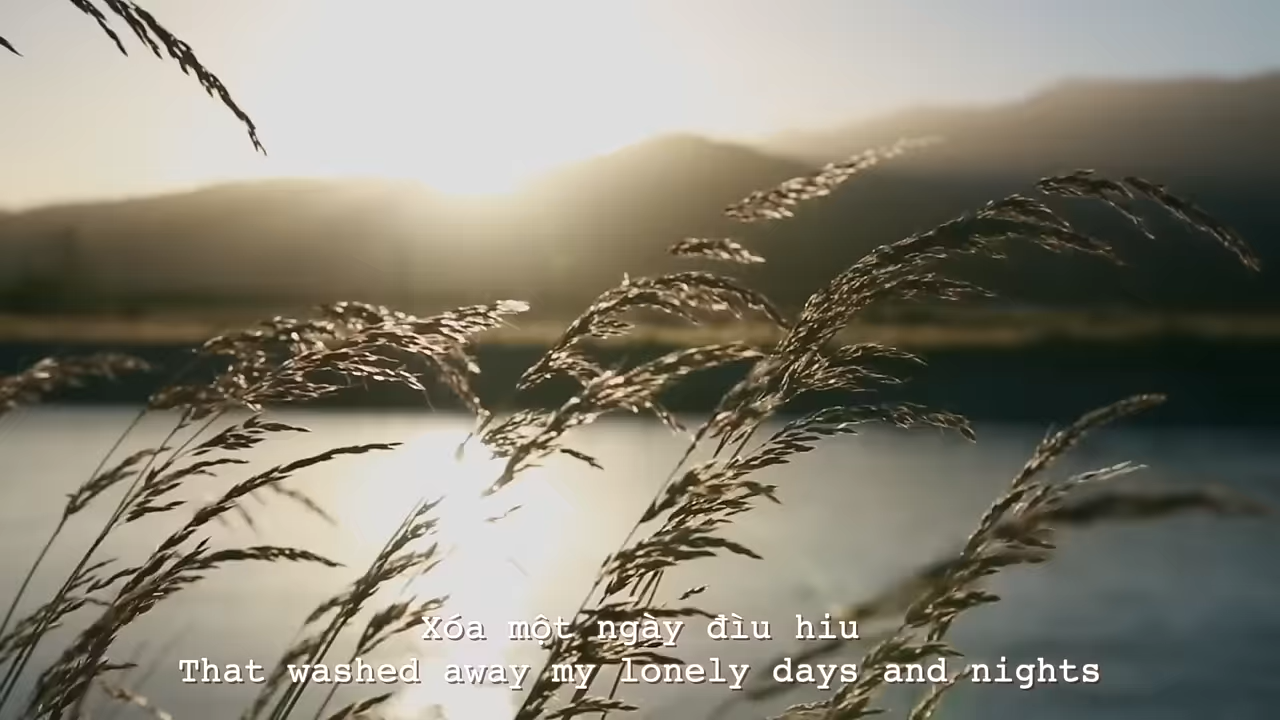 Xóa một ngày đìu hiu
That washed away my lonely days and nights